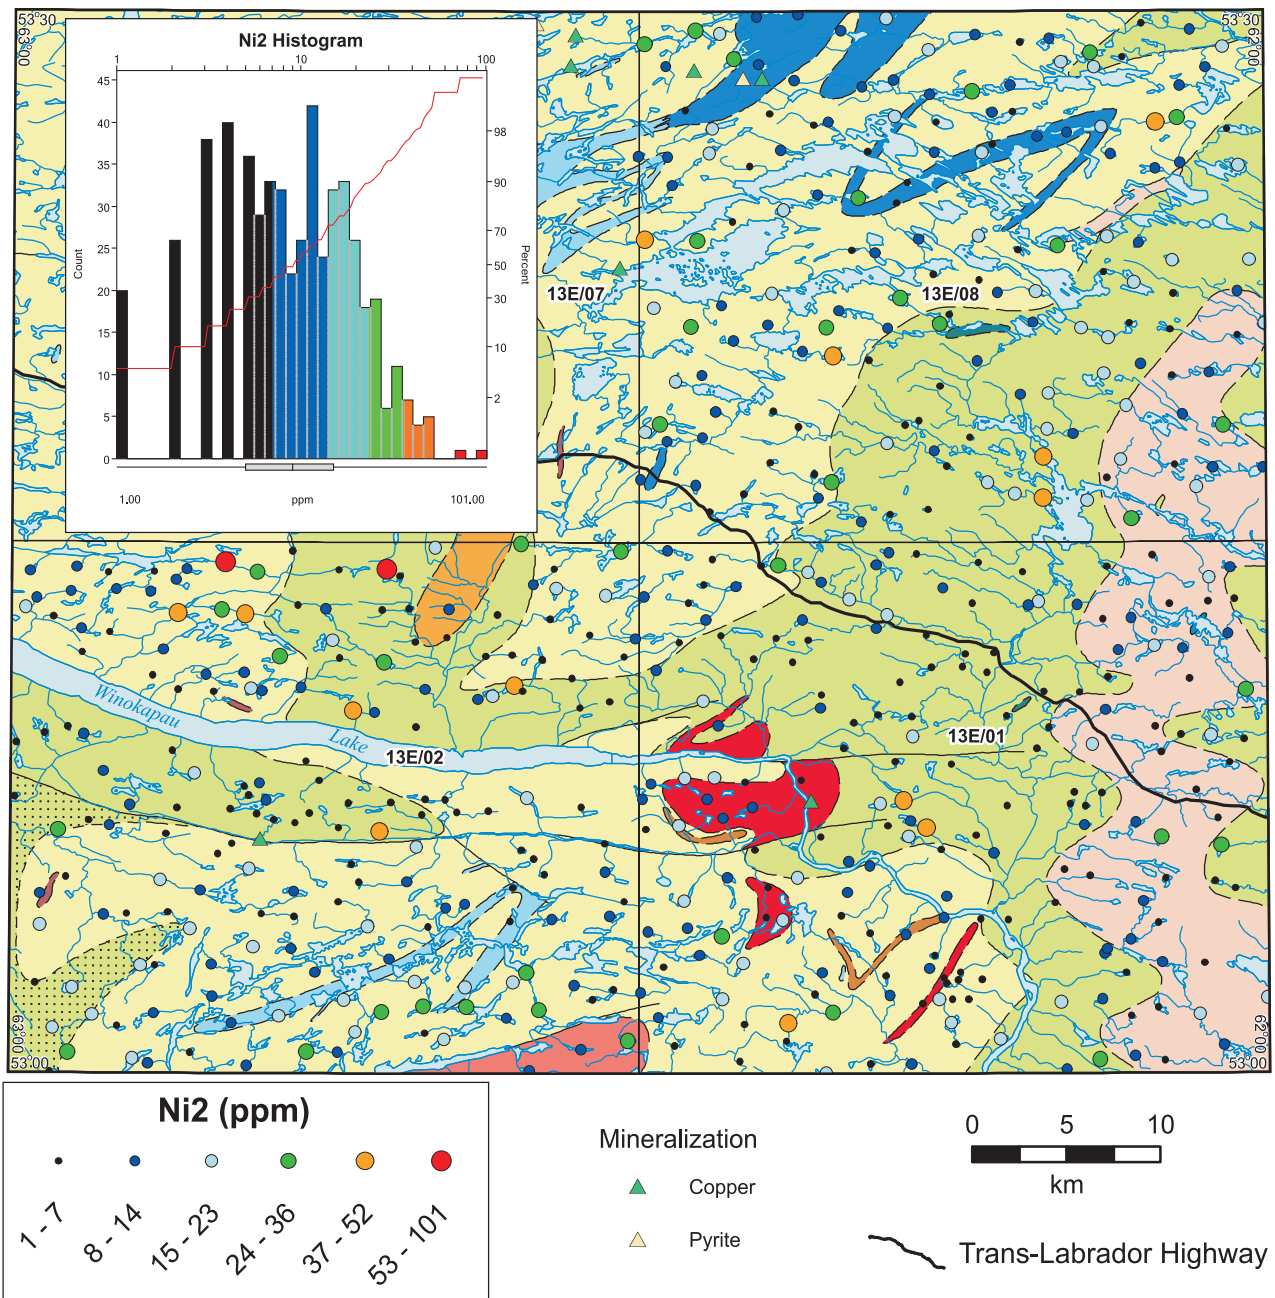 53°30
63°00
53°30
62°00
Ni2 Histogram
1
10
100
45
40
35
30
25
20
15
10
5
0
Count
98
90
70
50
30
10
2
Percent
1.00
ppm
101.00
13E/07
13E/08
Winokapau
Lake
13E/02
13E/01
63°00
53°00
62°00
53°00
Ni2 (ppm)
1 - 7
8 - 14
15 - 23
24 - 36
37 - 52
53 - 101
Mineralization
Copper
Pyrite
0 5 10
km
Trans-Labrador Highway